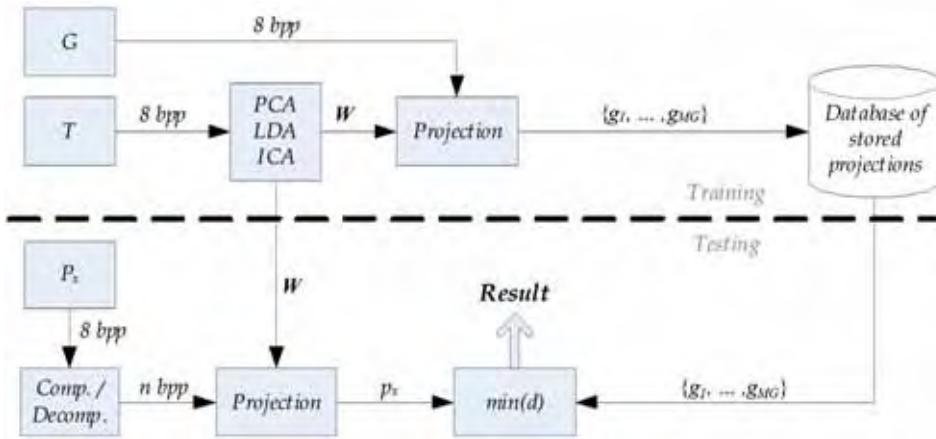 G
8 bpp
T
8 bpp
PCA
LDA
ICA
W
Projection
{g1, ... ,gMG}
Database of
stored
projections
Training
Testing
Px
8 bpp
W
Result
Comp. /
Decomp.
n bpp
Projection
px
min(d)
{g1, ... ,gMG}